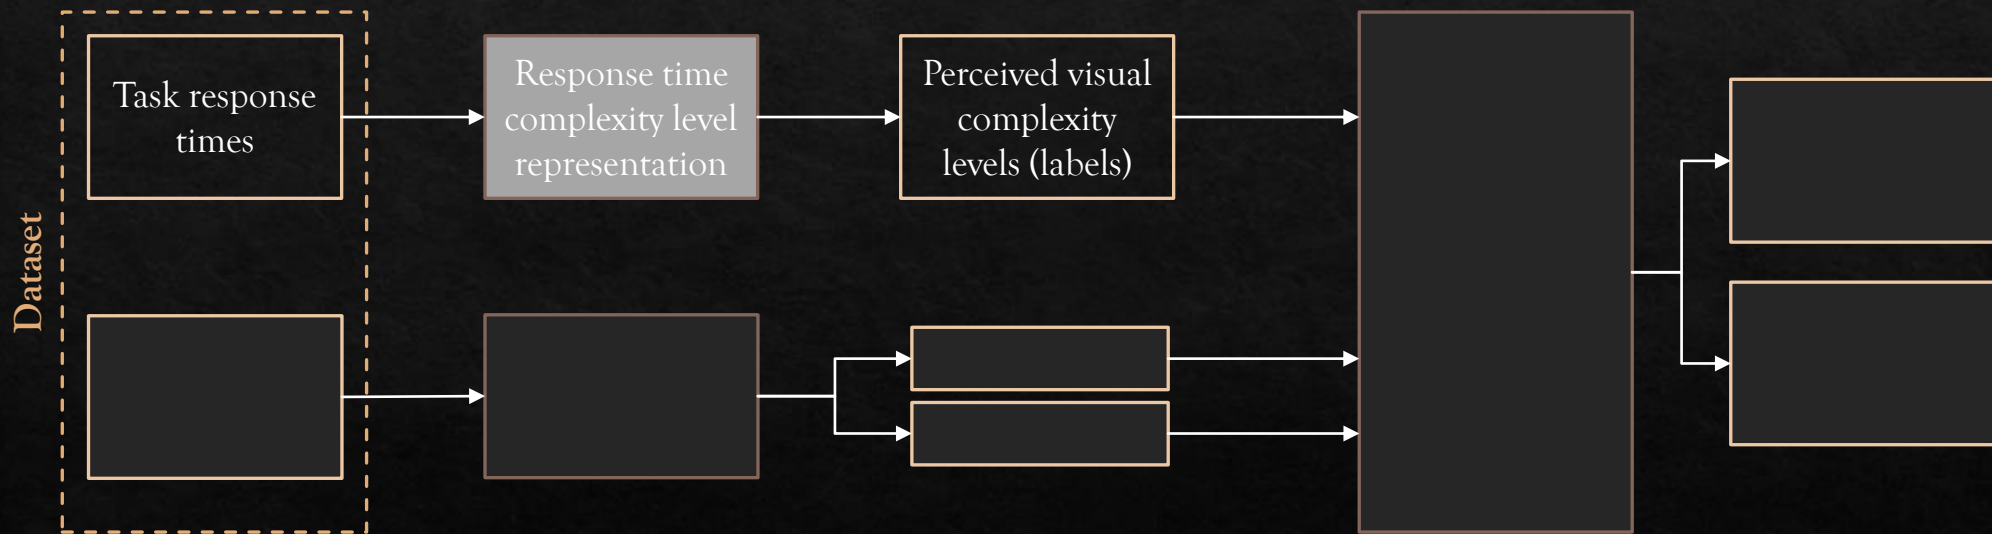 Dataset
Task response
times
Response time
complexity level
representation
Perceived visual
complexity
levels (labels)